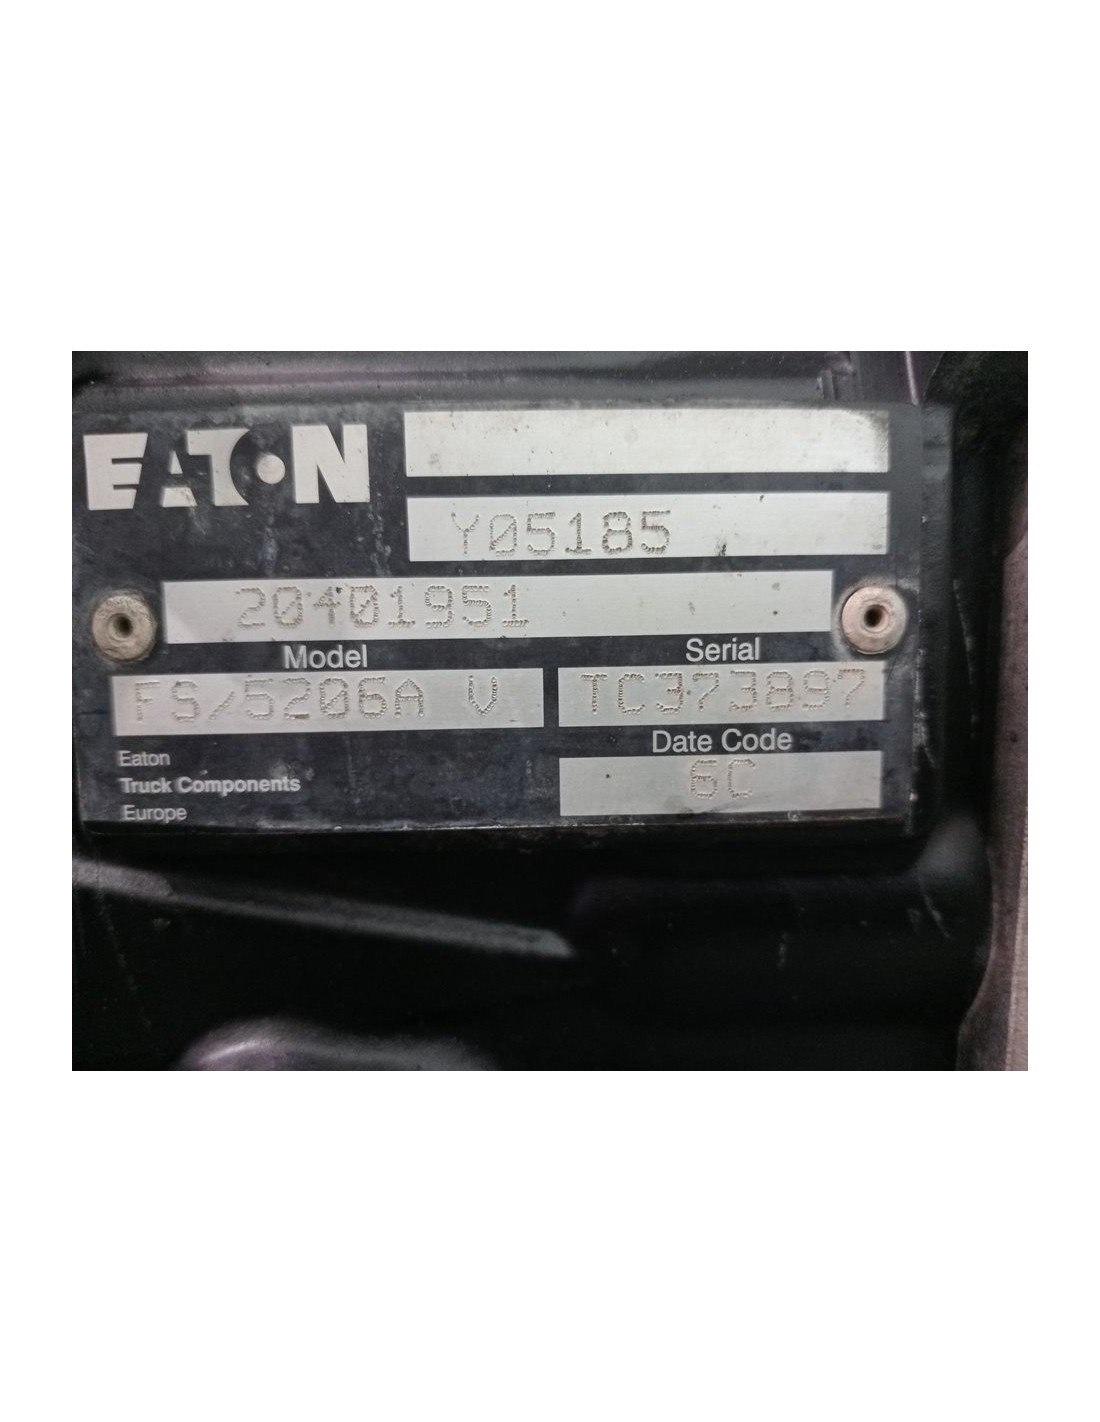 EATON
Y05185
20401951
Model
Serial
FS/5206A V
TC373897
Date Code
6C
Eaton
Truck Components
Europe